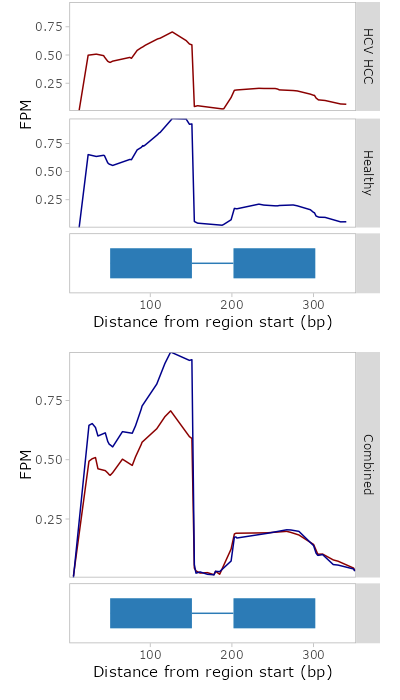 0.75
0.50
0.25
HCV HCC
FPM
0.75
0.50
0.25
Healthy
100 200 300
Distance from region start (bp)
0.75
0.50
0.25
FPM
Combined
100 200 300
Distance from region start (bp)